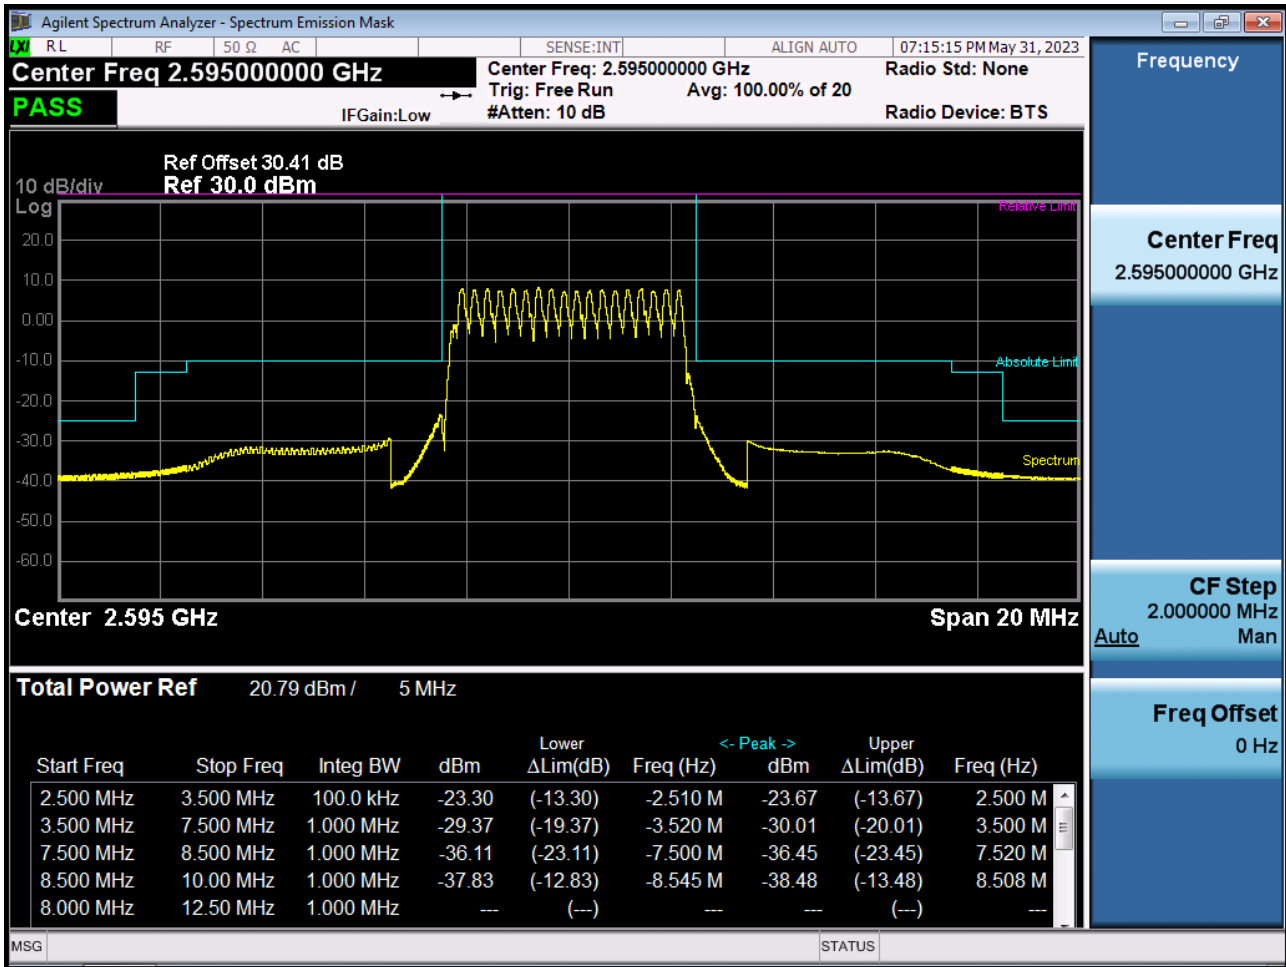 Agilent Spectrum Analyzer - Spectrum Emission Mask
LXI RL RF 50 Ω AC SENSE:INT ALIGN AUTO 07:15:15 PM May 31, 2023
Center Freq 2.595000000 GHz
PASS
IFGain:Low
Center Freq: 2.595000000 GHz
Trig: Free Run Avg: 100.00% of 20
#Atten: 10 dB
Radio Std: None
Radio Device: BTS
Ref Offset 30.41 dB
10 dB/div Ref 30.0 dBm
Log
Relative Limit
20.0
10.0
0.00
-10.0
Absolute Limit
-20.0
-30.0
Spectrum
-40.0
-50.0
-60.0
Center 2.595 GHz Span 20 MHz
Total Power Ref 20.79 dBm / 5 MHz
Lower <- Peak -> Upper
Start Freq Stop Freq Integ BW dBm ΔLim(dB) Freq (Hz) dBm ΔLim(dB) Freq (Hz)
2.500 MHz 3.500 MHz 100.0 kHz -23.30 (-13.30) -2.510 M -23.67 (-13.67) 2.500 M
3.500 MHz 7.500 MHz 1.000 MHz -29.37 (-19.37) -3.520 M -30.01 (-20.01) 3.500 M
7.500 MHz 8.500 MHz 1.000 MHz -36.11 (-23.11) -7.500 M -36.45 (-23.45) 7.520 M
8.500 MHz 10.00 MHz 1.000 MHz -37.83 (-12.83) -8.545 M -38.48 (-13.48) 8.508 M
8.000 MHz 12.50 MHz 1.000 MHz --- (---) --- --- (---) ---
MSG STATUS
Frequency
Center Freq
2.595000000 GHz
CF Step
2.000000 MHz
Auto Man
Freq Offset
0 Hz